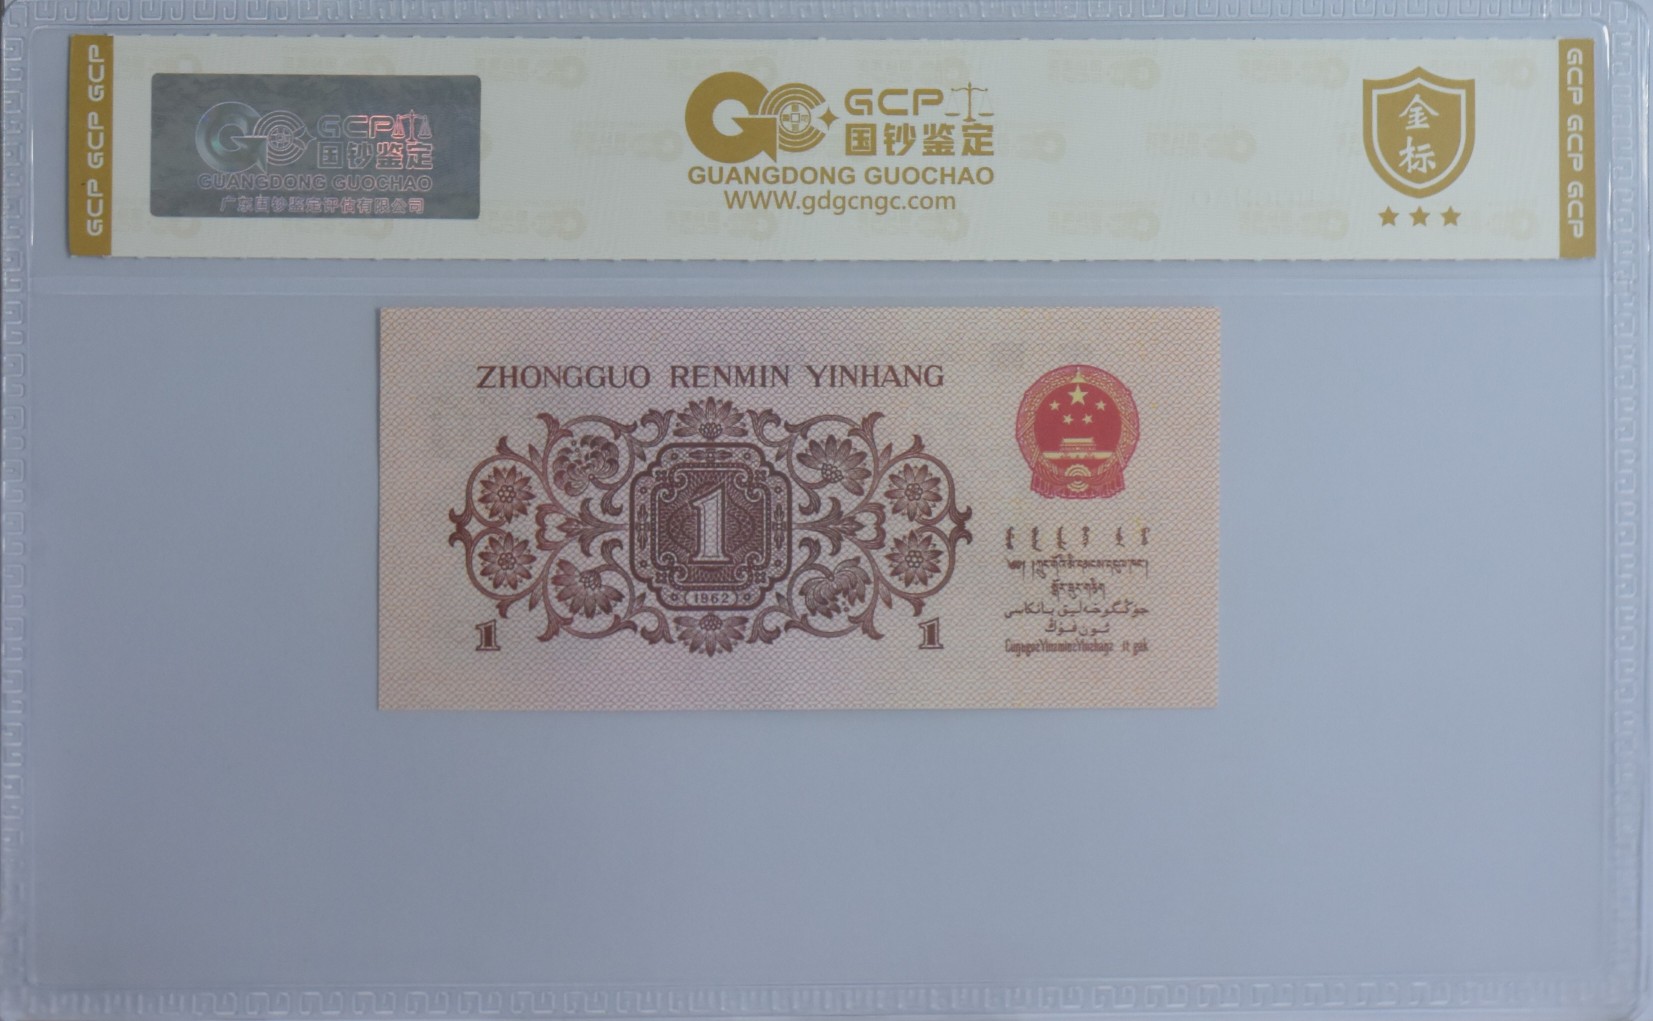 GCP GCP GCP
GCP
国钞鉴定
GUANGDONG GUOCHAO
广东国钞鉴定评估有限公司
GCP
国钞鉴定
GUANGDONG GUOCHAO
WWW.gdgcngc.com
金标
GCP GCP GCP
ZHONGGUO RENMIN YINHANG
1
1962
1
1
جۇڭگو خەلىق بانكاسى